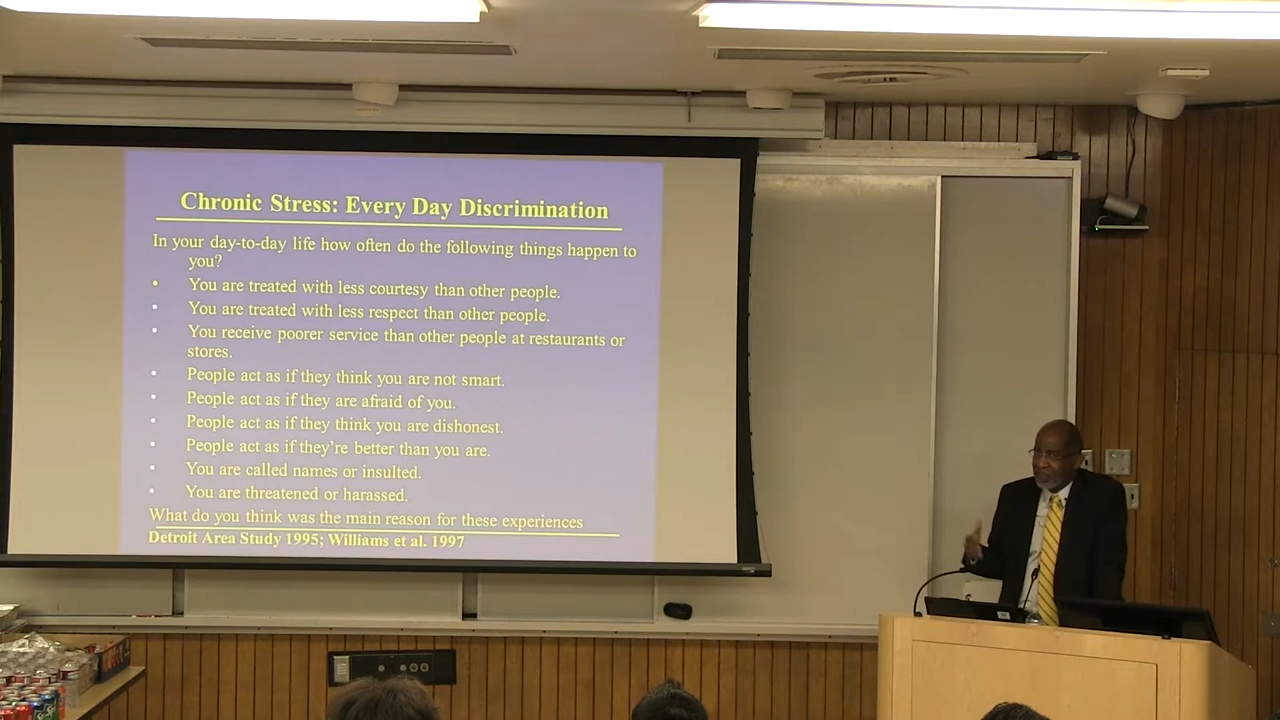 Chronic Stress: Every Day Discrimination
In your day-to-day life how often do the following things happen to
you?
• You are treated with less courtesy than other people.
• You are treated with less respect than other people.
• You receive poorer service than other people at restaurants or
stores.
• People act as if they think you are not smart.
• People act as if they are afraid of you.
• People act as if they think you are dishonest.
• People act as if they're better than you are.
• You are called names or insulted.
• You are threatened or harassed.
What do you think was the main reason for these experiences
Detroit Area Study 1995; Williams et al. 1997